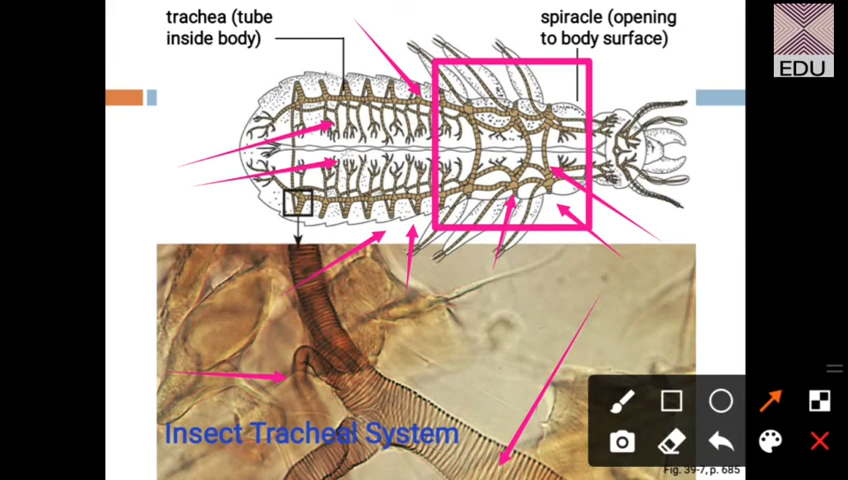 trachea (tube
inside body)
spiracle (opening
to body surface)
EDU
Insect Tracheal System
Fig. 39-7, p. 685